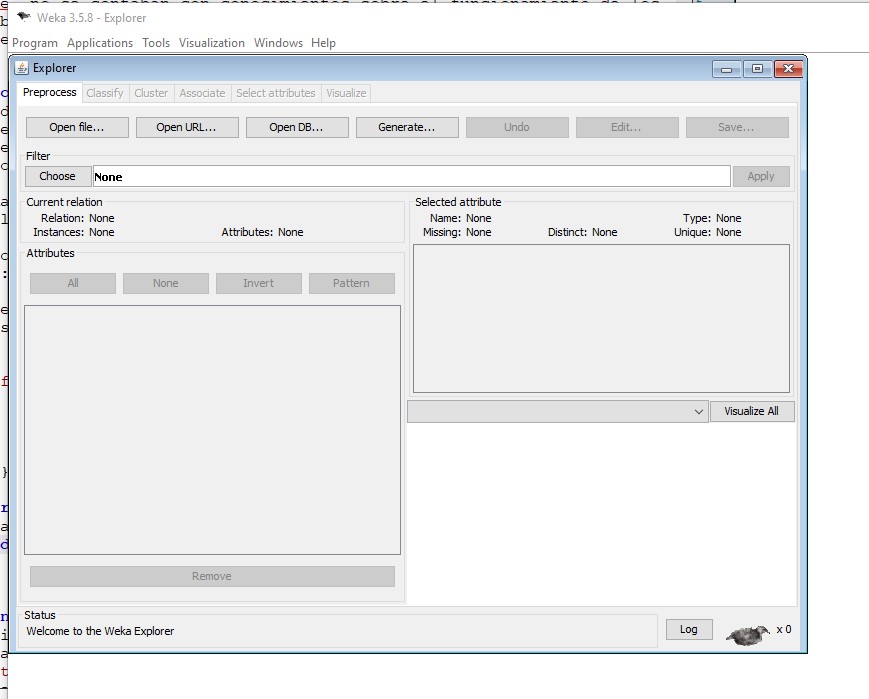 Weka 3.5.8 - Explorer
Program Applications Tools Visualization Windows Help
Explorer
Preprocess Classify Cluster Associate Select attributes Visualize
Open file... Open URL... Open DB... Generate... Undo Edit... Save...
Filter
Choose None Apply
Current relation
Relation: None
Instances: None Attributes: None
Selected attribute
Name: None Type: None
Missing: None Distinct: None Unique: None
Attributes
All None Invert Pattern
Visualize All
Remove
Status
Welcome to the Weka Explorer
Log x 0